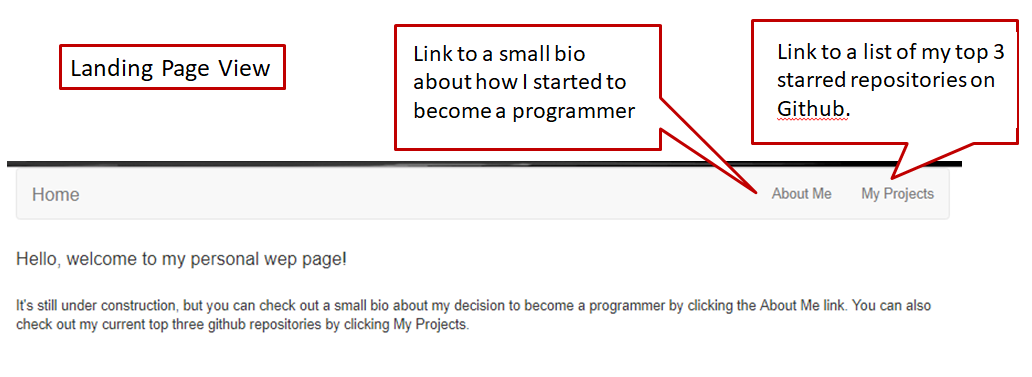 Landing Page View
Link to a small bio
about how I started to
become a programmer
Link to a list of my top 3
starred repositories on
Github.
Home
About Me
My Projects
Hello, welcome to my personal wep page!
It's still under construction, but you can check out a small bio about my decision to become a programmer by clicking the About Me link. You can also
check out my current top three github repositories by clicking My Projects.